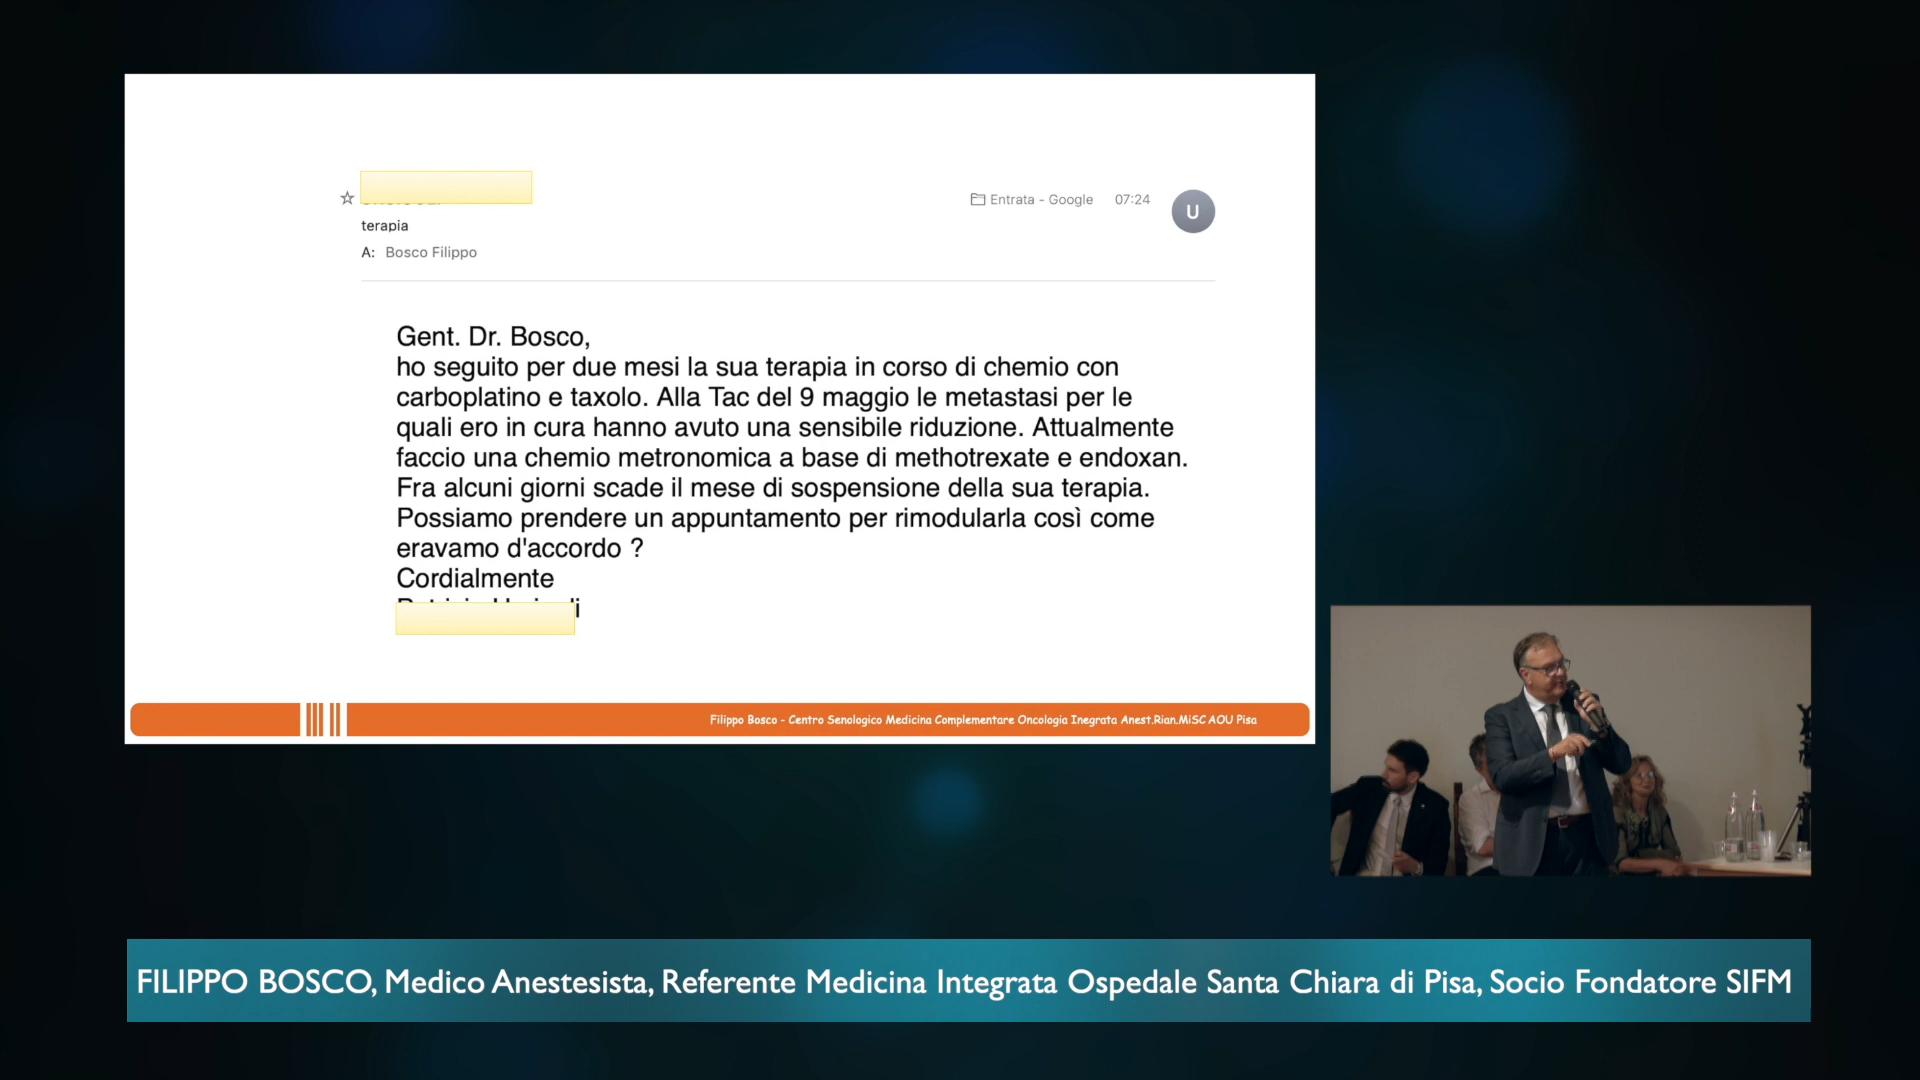 Entrata - Google 07:24
U
terapia
A: Bosco Filippo
Gent. Dr. Bosco,
ho seguito per due mesi la sua terapia in corso di chemio con
carboplatino e taxolo. Alla Tac del 9 maggio le metastasi per le
quali ero in cura hanno avuto una sensibile riduzione. Attualmente
faccio una chemio metronomica a base di methotrexate e endoxan.
Fra alcuni giorni scade il mese di sospensione della sua terapia.
Possiamo prendere un appuntamento per rimodularla così come
eravamo d'accordo ?
Cordialmente
Filippo Bosco - Centro Senologico Medicina Complementare Oncologia Inegrata Anest.Rian.MiSC AOU Pisa
FILIPPO BOSCO, Medico Anestesista, Referente Medicina Integrata Ospedale Santa Chiara di Pisa, Socio Fondatore SIFM